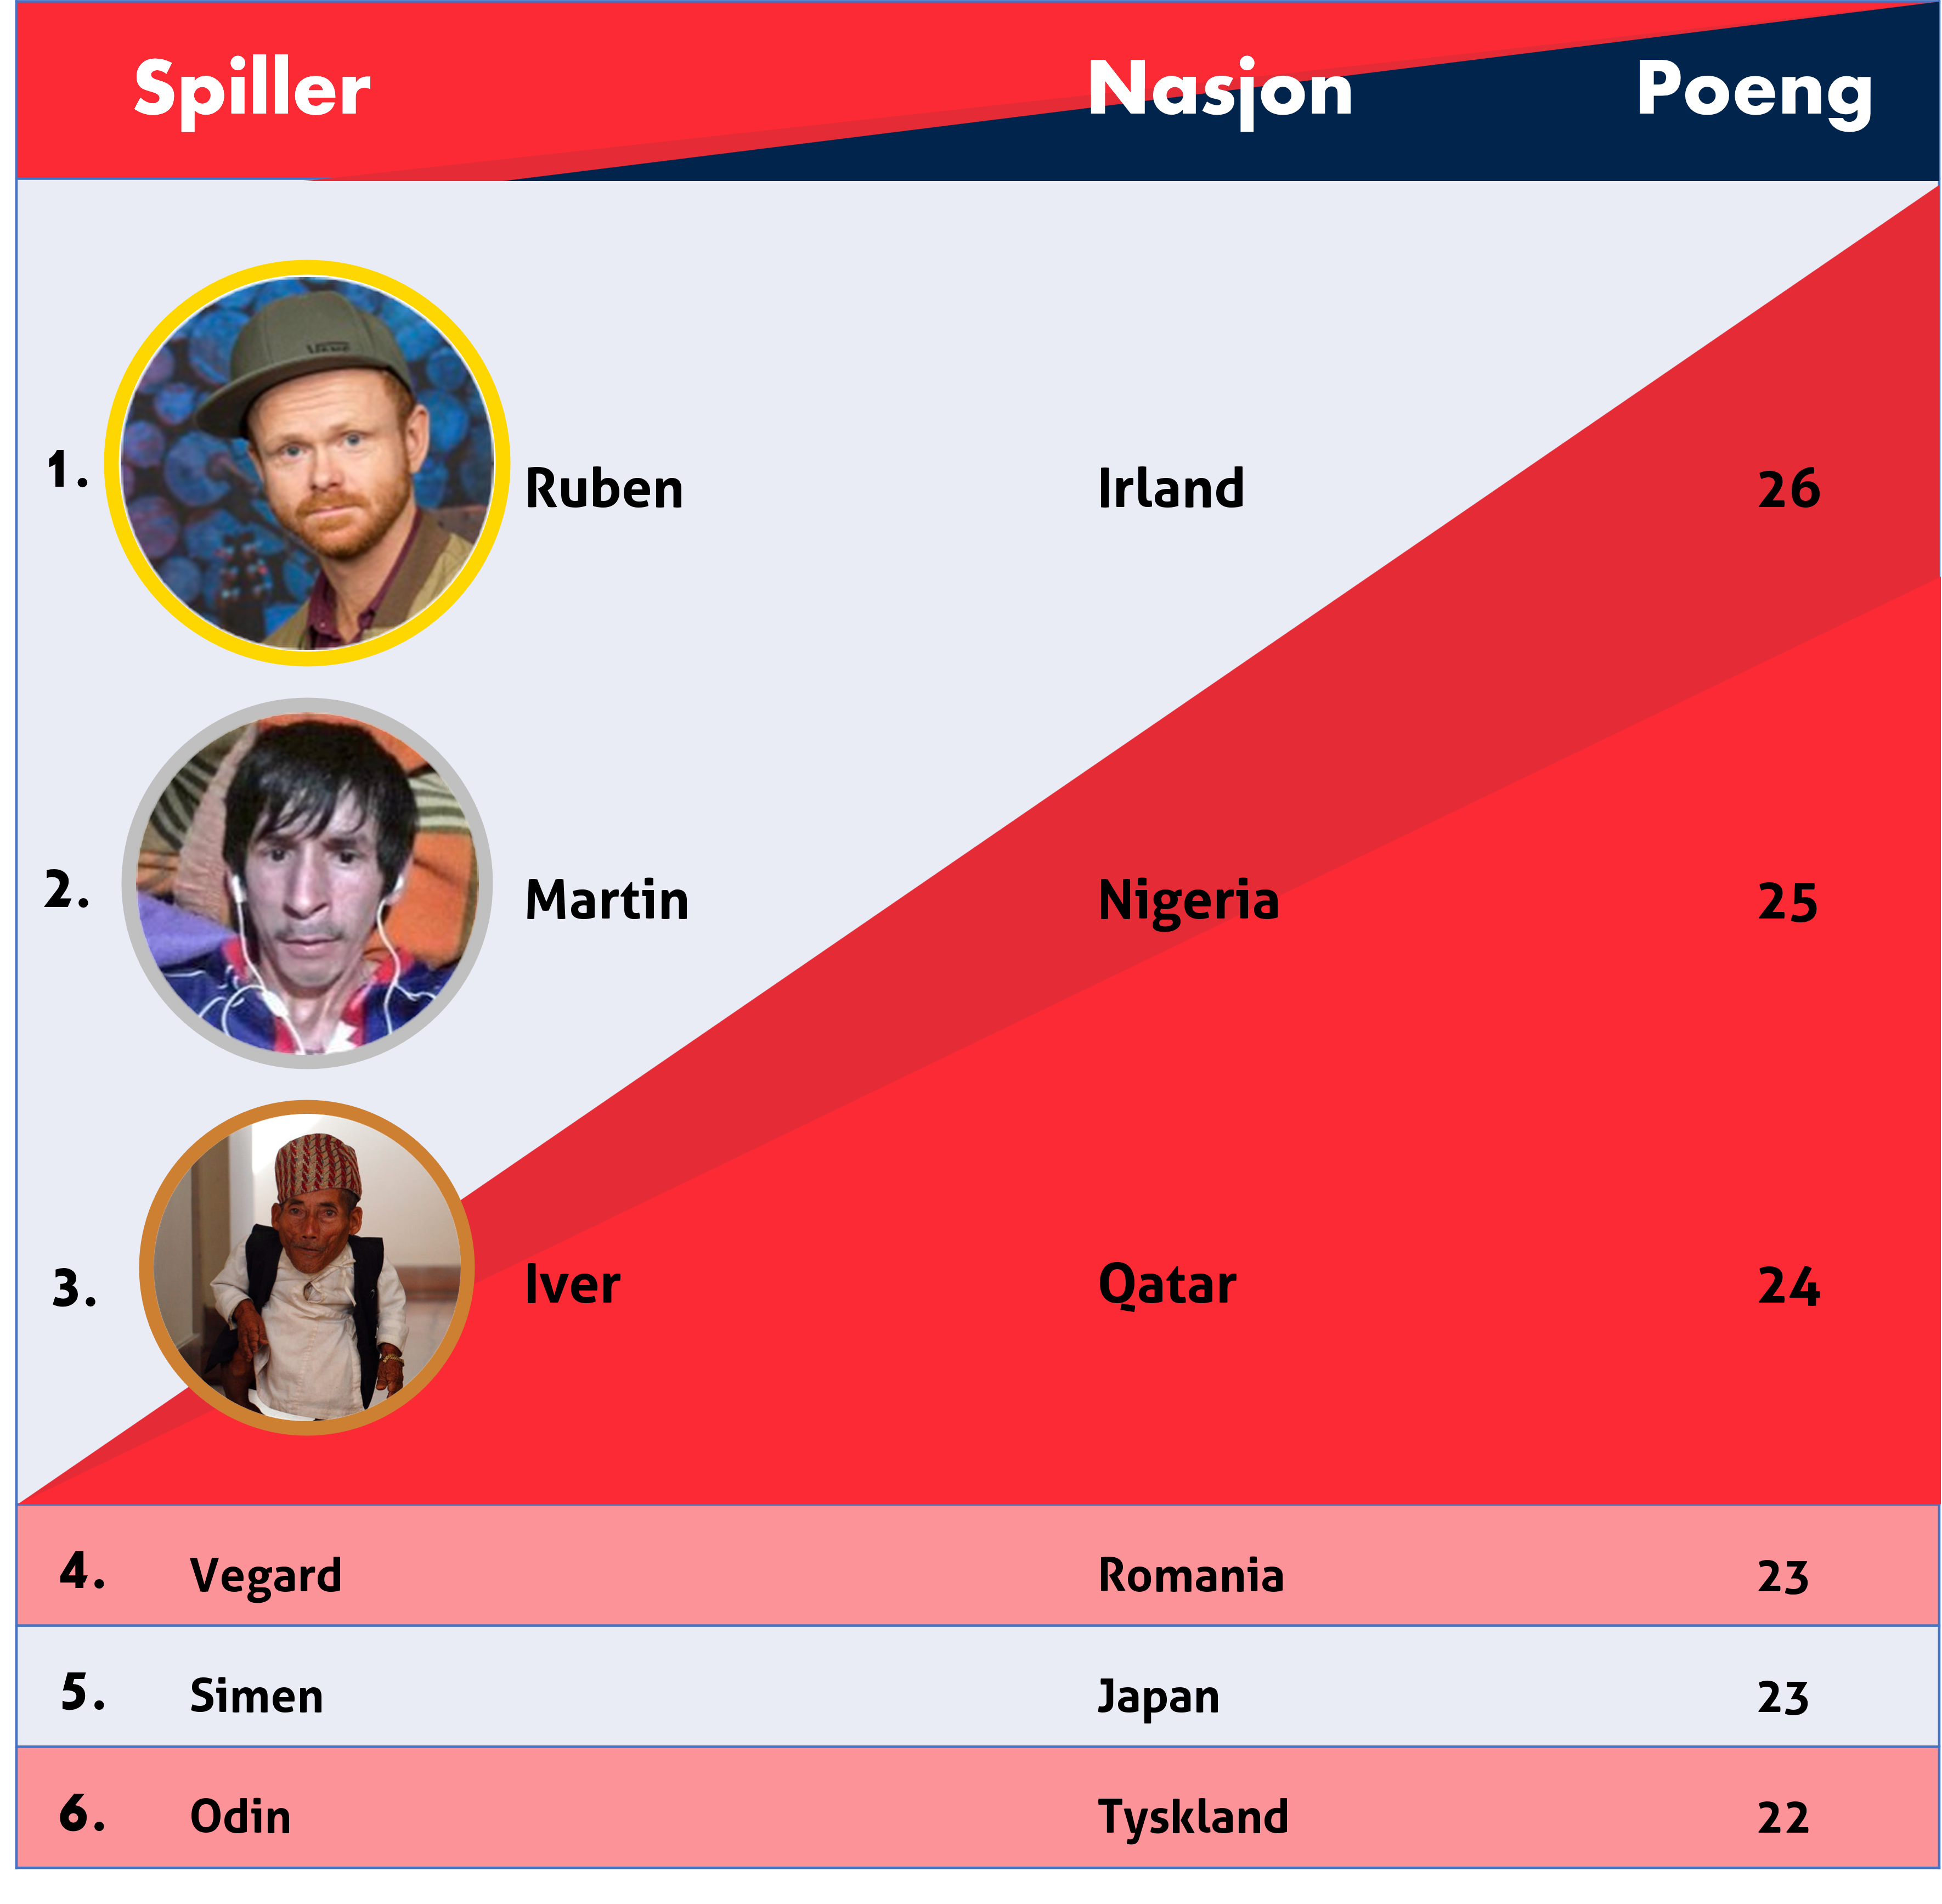 Spiller Nasjon Poeng
1. Ruben Irland 26
2. Martin Nigeria 25
3. Iver Qatar 24
4. Vegard Romania 23
5. Simen Japan 23
6. Odin Tyskland 22